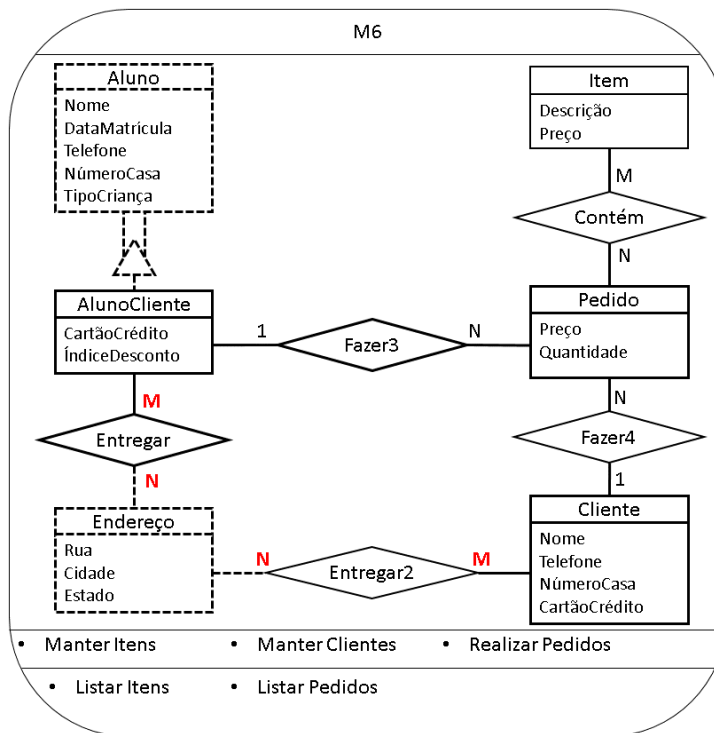 M6
Aluno
Nome
DataMatrícula
Telefone
NúmeroCasa
TipoCriança
Item
Descrição
Preço
M
Contém
N
AlunoCliente
CartãoCrédito
ÍndiceDesconto
1
Fazer3
N
Pedido
Preço
Quantidade
M
Entregar
N
N
Fazer4
1
Endereço
Rua
Cidade
Estado
N
Entregar2
M
Cliente
Nome
Telefone
NúmeroCasa
CartãoCrédito
• Manter Itens • Manter Clientes • Realizar Pedidos
• Listar Itens • Listar Pedidos